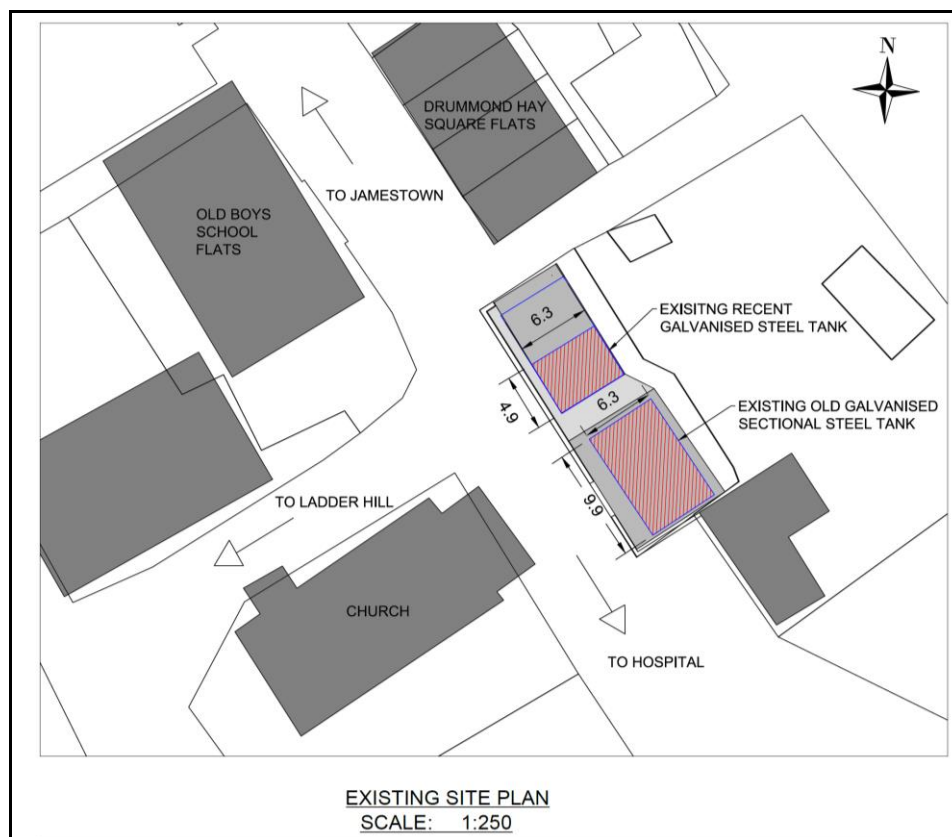 N
DRUMMOND HAY
SQUARE FLATS
TO JAMESTOWN
OLD BOYS
SCHOOL
FLATS
6.3
EXISITNG RECENT
GALVANISED STEEL TANK
4.9
6.3
EXISTING OLD GALVANISED
SECTIONAL STEEL TANK
9.9
TO LADDER HILL
CHURCH
TO HOSPITAL
EXISTING SITE PLAN
SCALE: 1:250